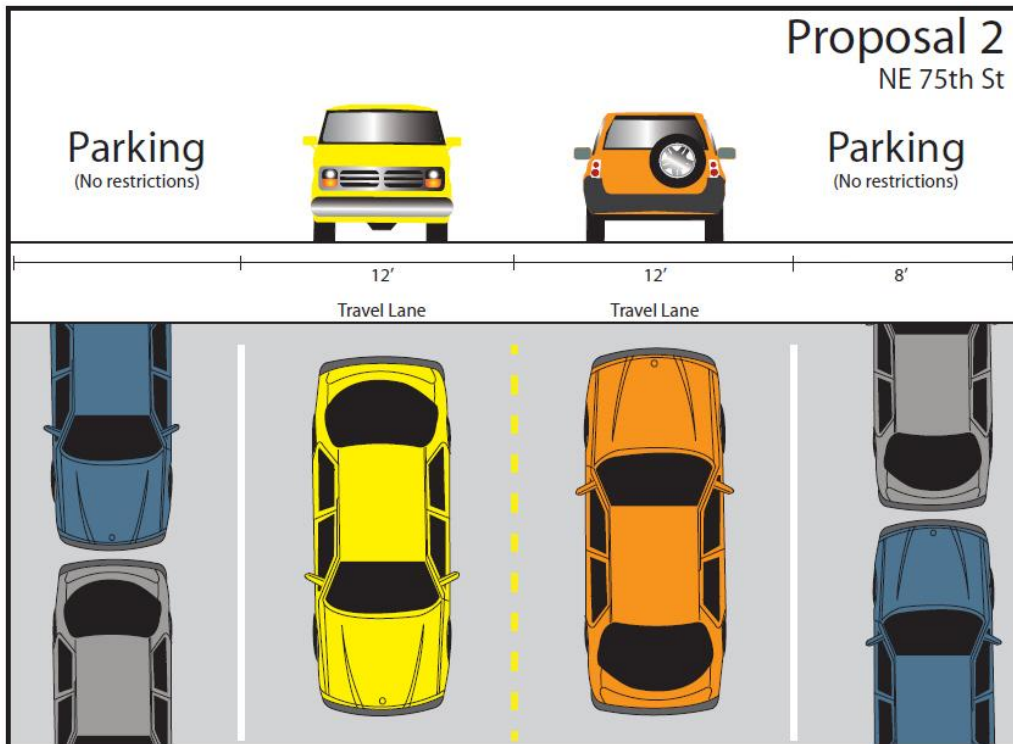 Proposal 2
NE 75th St
Parking
(No restrictions)
Parking
(No restrictions)
12’
12’
8’
Travel Lane
Travel Lane